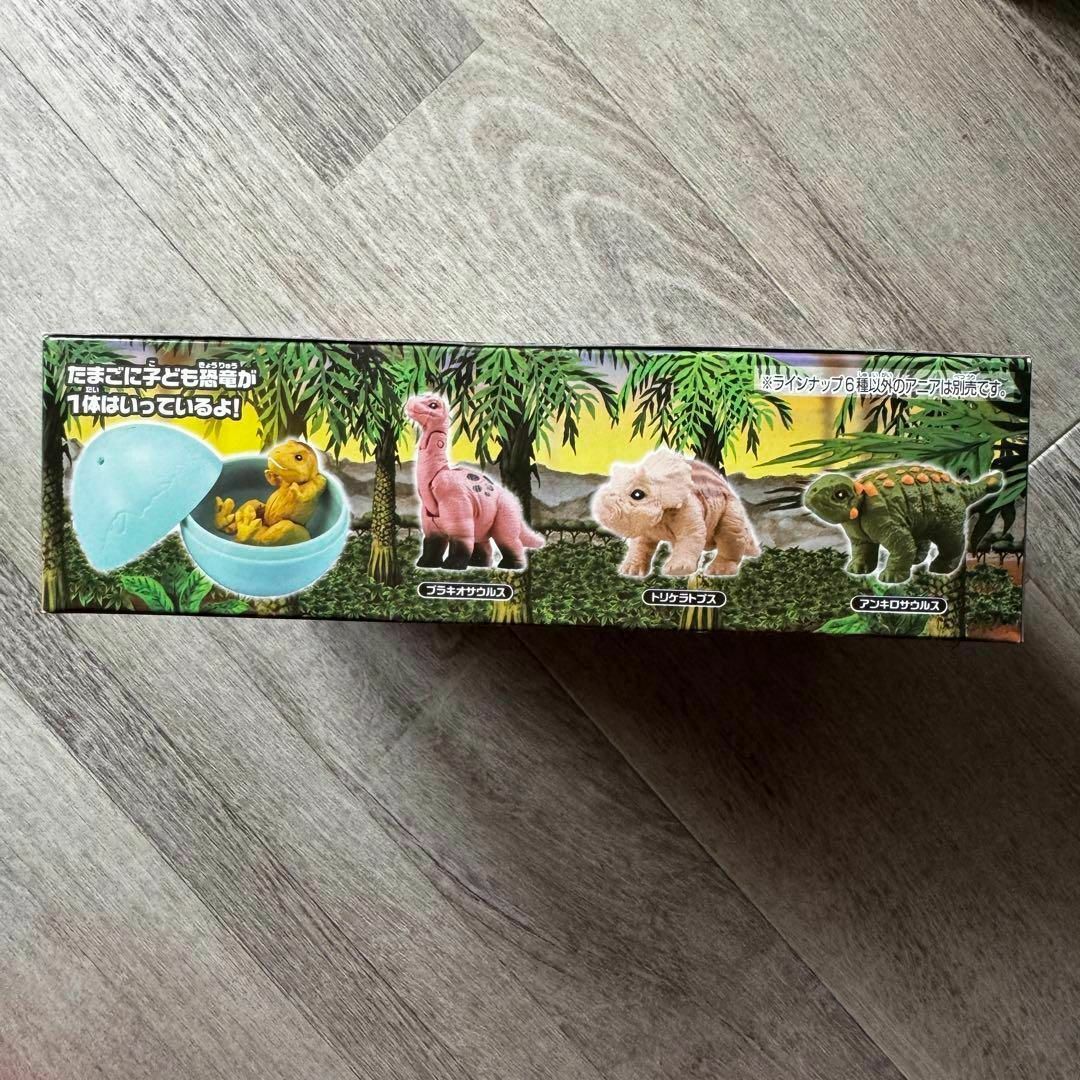 たまごに子ども恐竜が
1体はいっているよ!
※ラインナップ6種以外のアニアは別売です。
ブラキオサウルス
トリケラトプス
アンキロサウルス